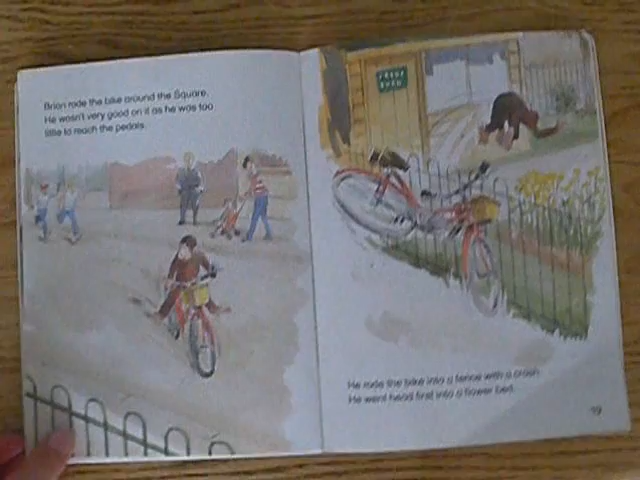 Brian rode the bike around the Square.
He wasn't very good on it as he was too
little to reach the pedals.
He rode the bike into a fence with a crash.
He went head first into a flower bed.
19